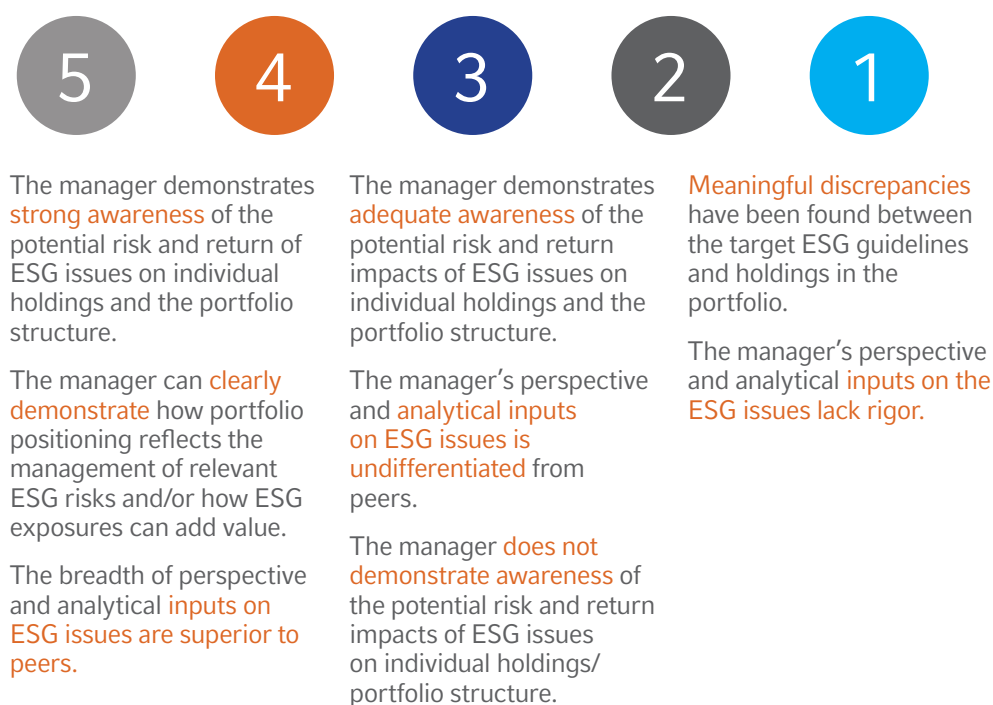 5
4
3
2
1
The manager demonstrates
strong awareness of the
potential risk and return of
ESG issues on individual
holdings and the portfolio
structure.
The manager can clearly
demonstrate how portfolio
positioning reflects the
management of relevant
ESG risks and/or how ESG
exposures can add value.
The breadth of perspective
and analytical inputs on
ESG issues are superior to
peers.
The manager demonstrates
adequate awareness of the
potential risk and return
impacts of ESG issues on
individual holdings and the
portfolio structure.
The manager’s perspective
and analytical inputs
on ESG issues is
undifferentiated from
peers.
The manager does not
demonstrate awareness of
the potential risk and return
impacts of ESG issues
on individual holdings/
portfolio structure.
Meaningful discrepancies
have been found between
the target ESG guidelines
and holdings in the
portfolio.
The manager’s perspective
and analytical inputs on the
ESG issues lack rigor.